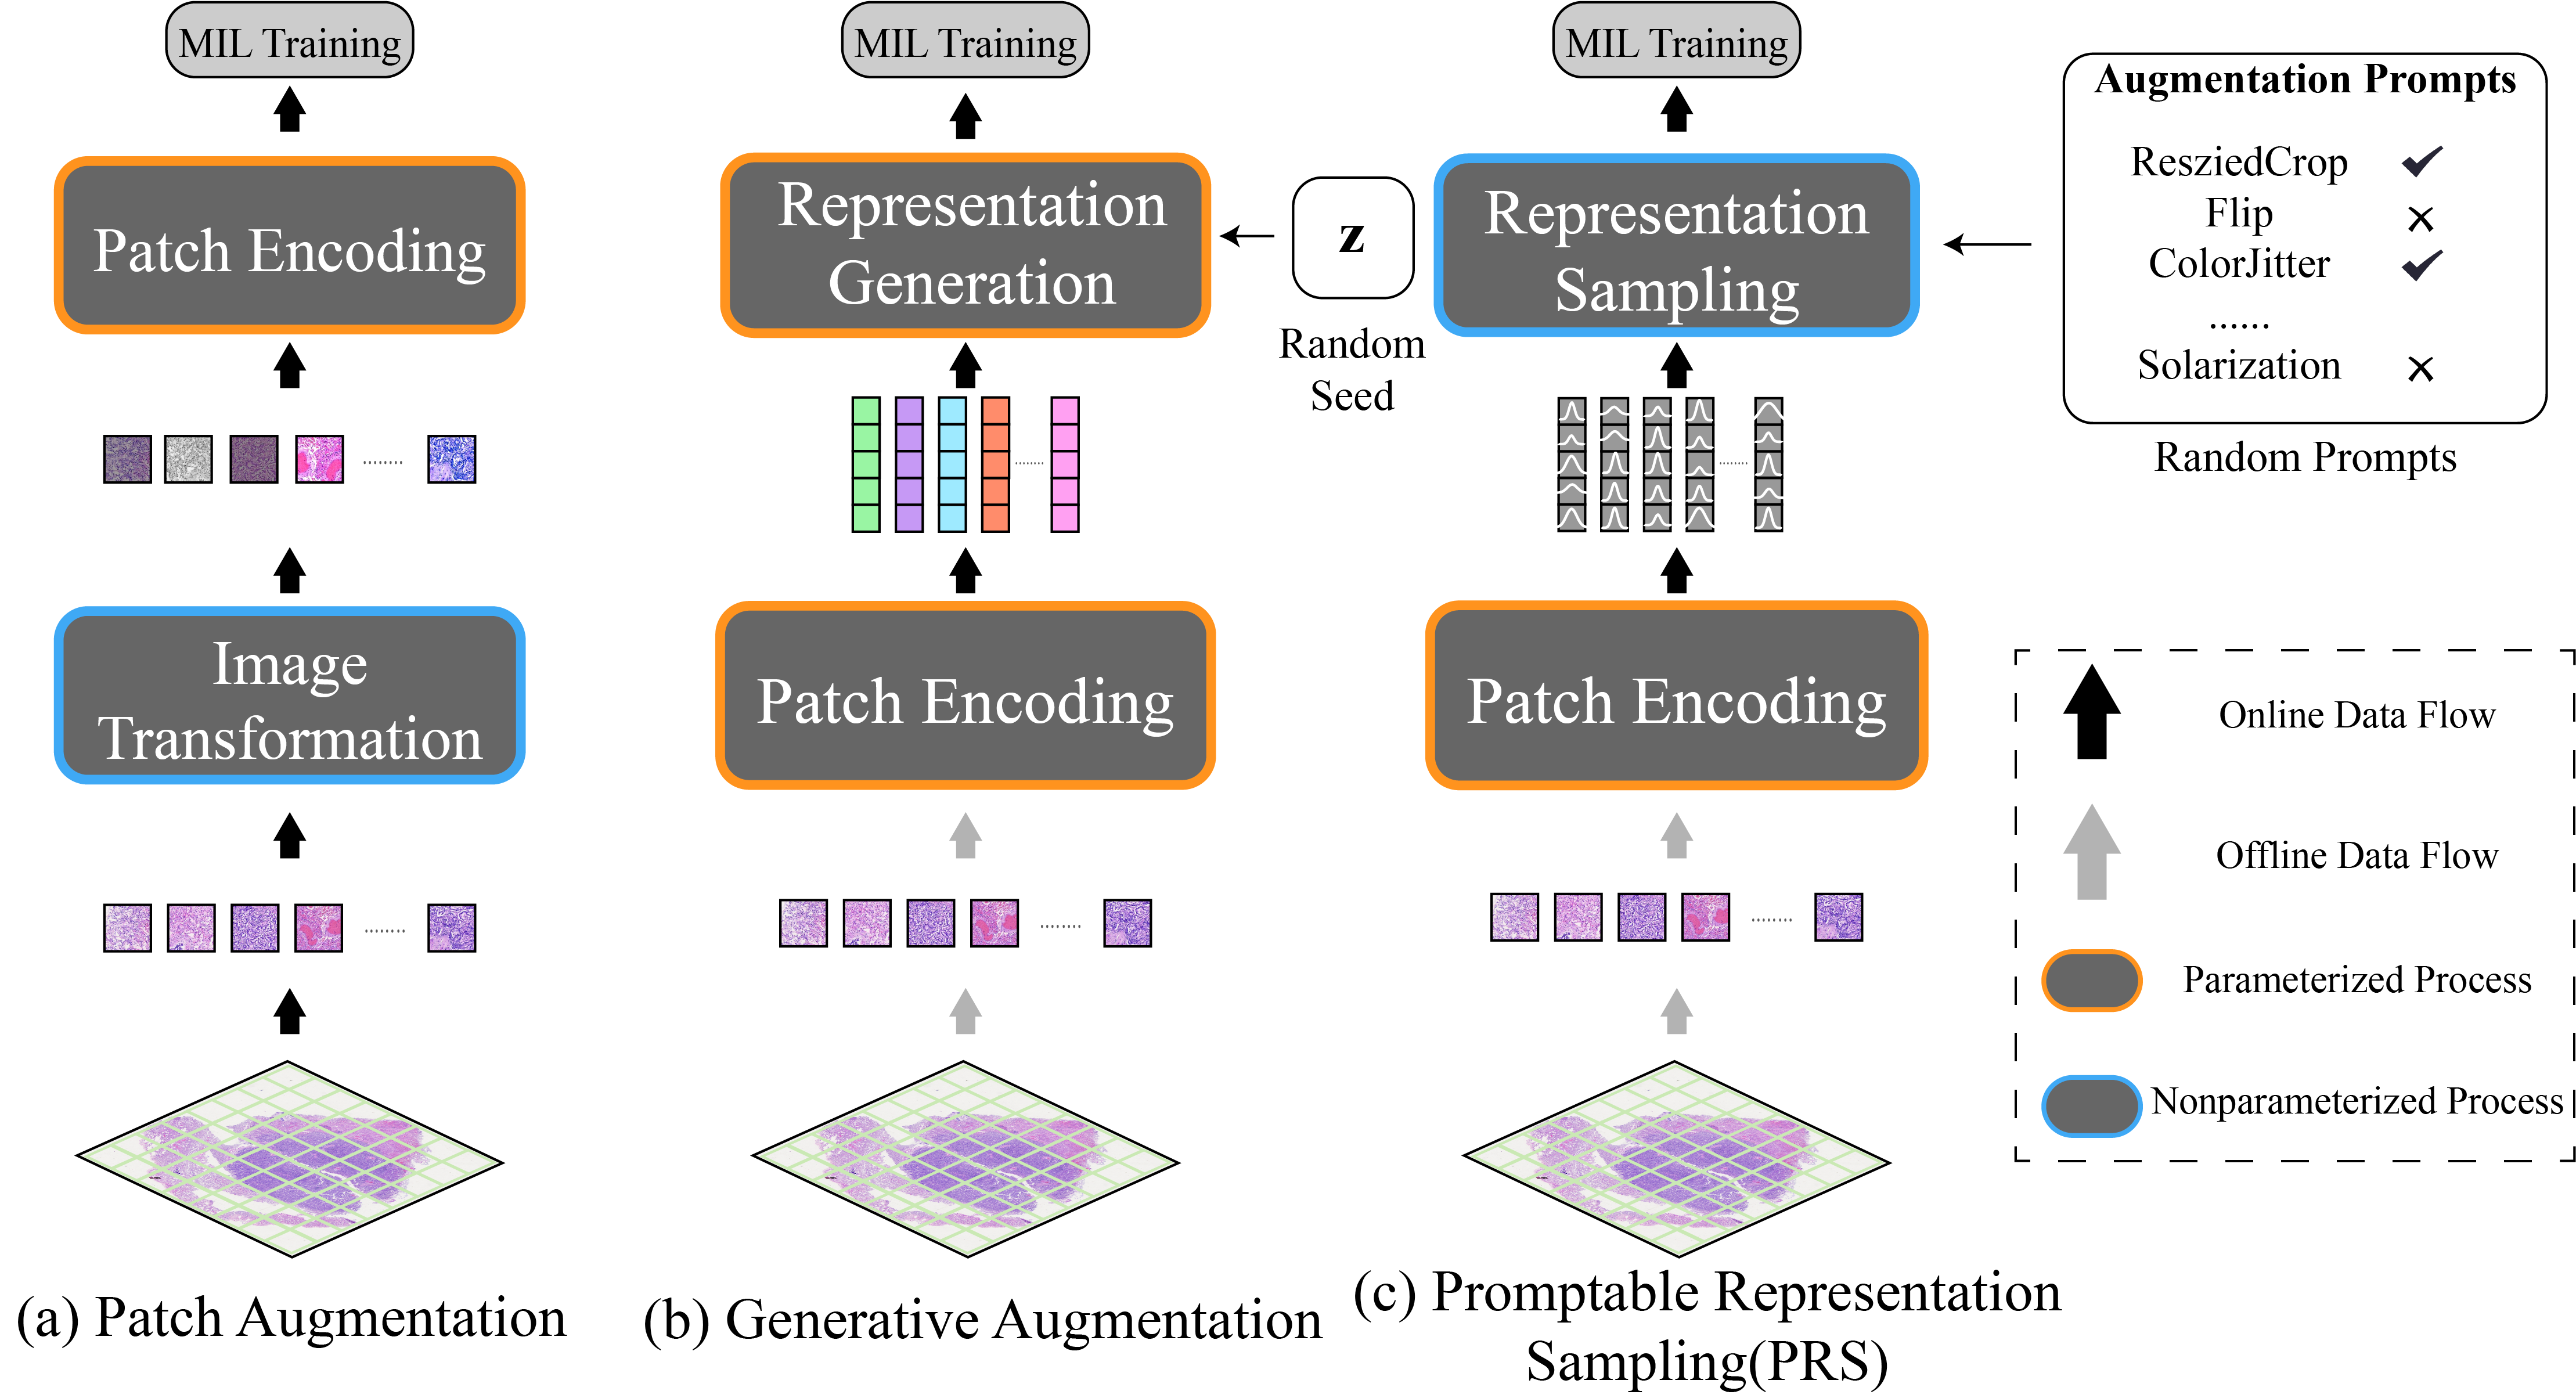 MIL Training
Patch Encoding
........
Image
Transformation
........
(a) Patch Augmentation
MIL Training
Representation
Generation
z
Random
Seed
........
Patch Encoding
........
(b) Generative Augmentation
MIL Training
Representation
Sampling
........
Patch Encoding
........
(c) Promptable Representation
Sampling(PRS)
Augmentation Prompts
ResziedCrop
Flip
ColorJitter
......
Solarization
Random Prompts
Online Data Flow
Offline Data Flow
Parameterized Process
Nonparameterized Process